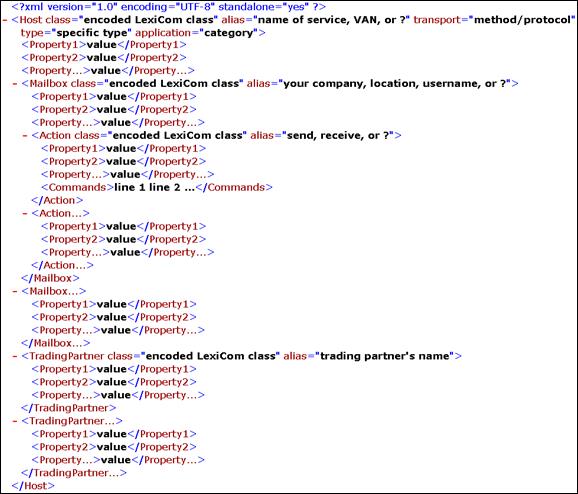 <?xml version="1.0" encoding="UTF-8" standalone="yes" ?>
- <Host class="encoded LexiCom class" alias="name of service, VAN, or ?" transport="method/protocol"
type="specific type" application="category">
<Property1>value</Property1>
<Property2>value</Property2>
<Property...>value</Property...>
- <Mailbox class="encoded LexiCom class" alias="your company, location, username, or ?">
<Property1>value</Property1>
<Property2>value</Property2>
<Property...>value</Property...>
- <Action class="encoded LexiCom class" alias="send, receive, or ?">
<Property1>value</Property1>
<Property2>value</Property2>
<Property...>value</Property...>
<Commands>line 1 line 2 ...</Commands>
</Action>
- <Action...>
<Property1>value</Property1>
<Property2>value</Property2>
<Property...>value</Property...>
</Action...>
</Mailbox>
- <Mailbox...>
<Property1>value</Property1>
<Property2>value</Property2>
<Property...>value</Property...>
</Mailbox...>
- <TradingPartner class="encoded LexiCom class" alias="trading partner's name">
<Property1>value</Property1>
<Property2>value</Property2>
<Property...>value</Property...>
</TradingPartner>
- <TradingPartner...>
<Property1>value</Property1>
<Property2>value</Property2>
<Property...>value</Property...>
</TradingPartner...>
</Host>